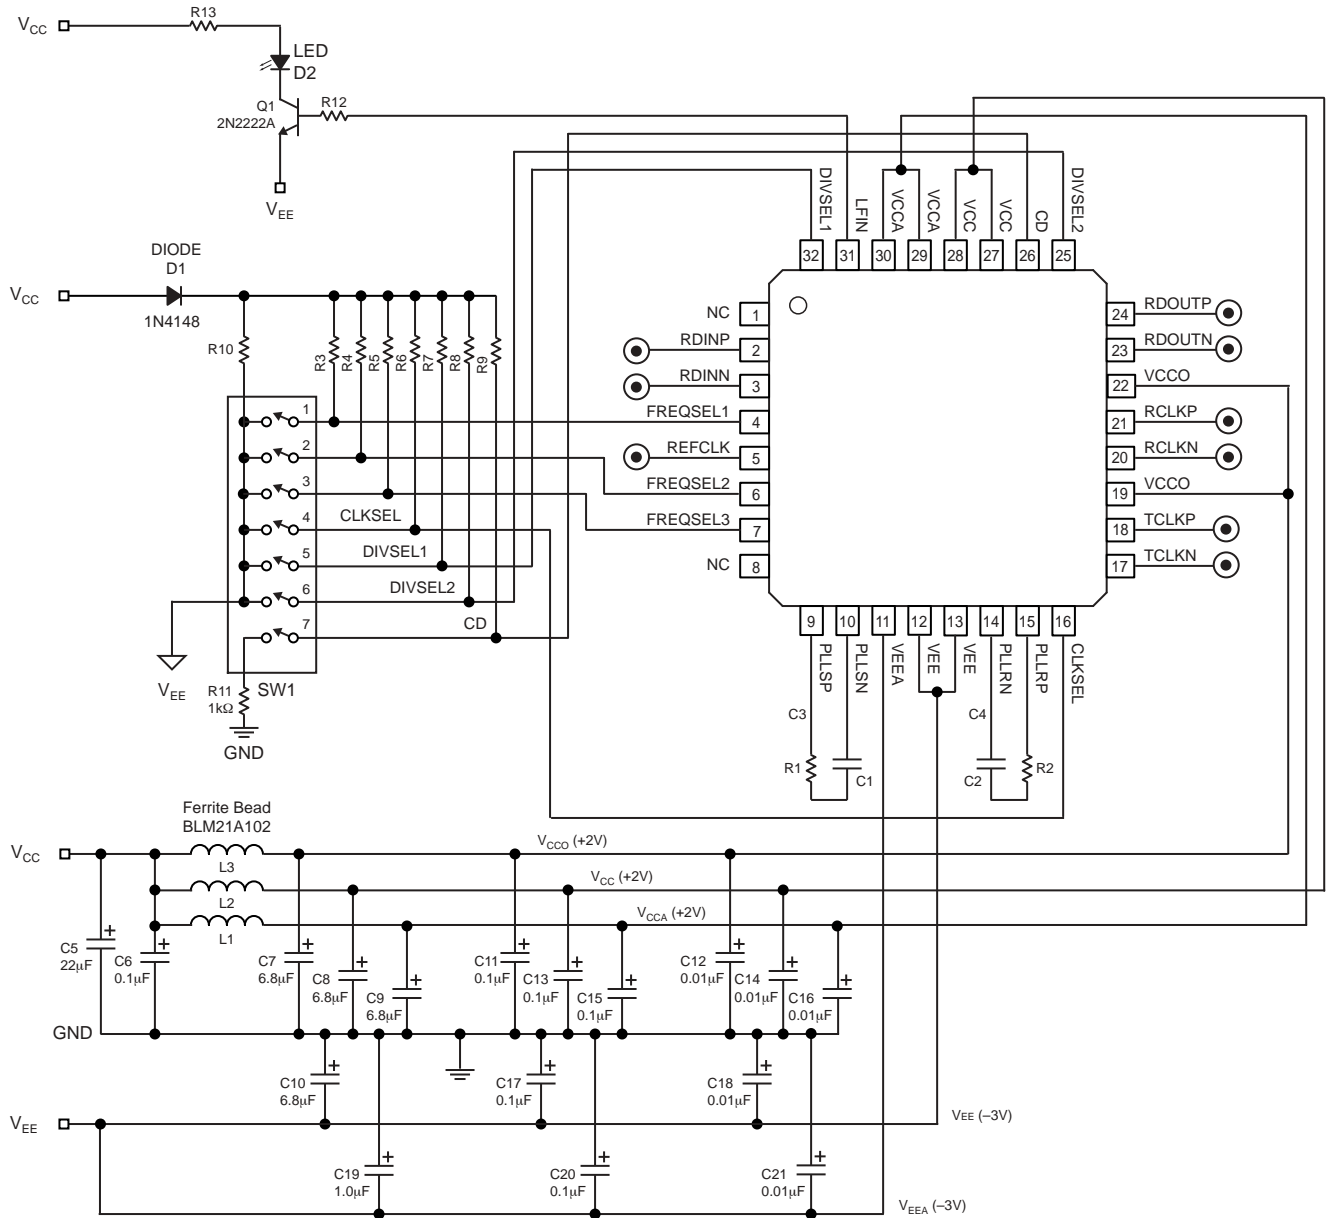 VCC
R13
LED
D2
Q1
2N2222A
R12
VEE
DIODE
D1
VCC
1N4148
R10
R3
R4
R5
R6
R7
R8
R9
1
2
3
4
5
6
7
CLKSEL
DIVSEL1
DIVSEL2
CD
VEE
SW1
R11
1kΩ
GND
DIVSEL1
LFIN
VCCA
VCCA
VCC
VCC
CD
DIVSEL2
32
31
30
29
28
27
26
25
NC
1
RDINP
2
RDINN
3
FREQSEL1
4
REFCLK
5
FREQSEL2
6
FREQSEL3
7
NC
8
24
RDOUTP
23
RDOUTN
22
VCCO
21
RCLKP
20
RCLKN
19
VCCO
18
TCLKP
17
TCLKN
9
10
11
12
13
14
15
16
PLLSP
PLLSN
VEEA
VEE
VEE
PLLRN
PLLRP
CLKSEL
C3
C4
R1
C1
C2
R2
Ferrite Bead
BLM21A102
VCC
L3
L2
L1
VCCO (+2V)
VCC (+2V)
VCCA (+2V)
C5
22µF
C6
0.1µF
C7
6.8µF
C8
6.8µF
C9
6.8µF
C11
0.1µF
C13
0.1µF
C15
0.1µF
C12
0.01µF
C14
0.01µF
C16
0.01µF
GND
C10
6.8µF
C17
0.1µF
C18
0.01µF
VEE
VEE (–3V)
C19
1.0µF
C20
0.1µF
C21
0.01µF
VEEA (–3V)